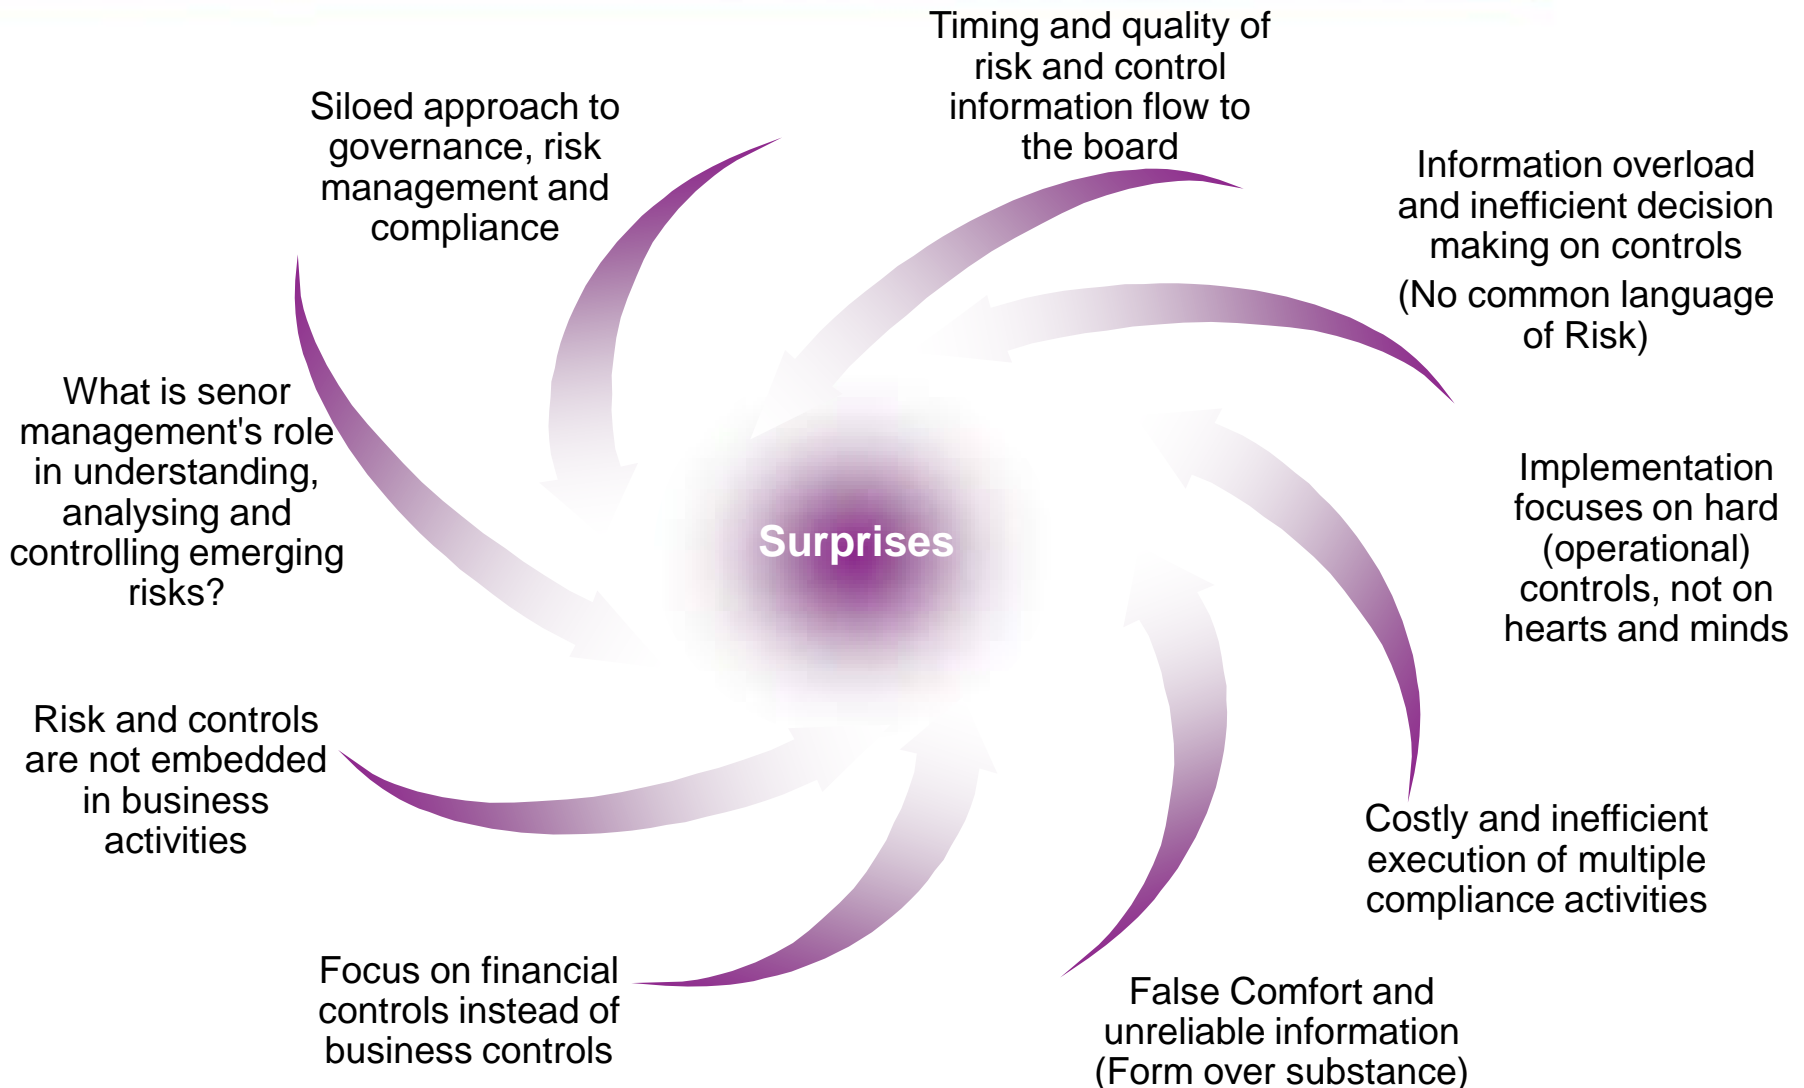 Timing and quality of
risk and control
information flow to
the board
Siloed approach to
governance, risk
management and
compliance
Information overload
and inefficient decision
making on controls
(No common language
of Risk)
What is senor
management's role
in understanding,
analysing and
controlling emerging
risks?
Implementation
focuses on hard
(operational)
controls, not on
hearts and minds
Surprises
Risk and controls
are not embedded
in business
activities
Costly and inefficient
execution of multiple
compliance activities
Focus on financial
controls instead of
business controls
False Comfort and
unreliable information
(Form over substance)